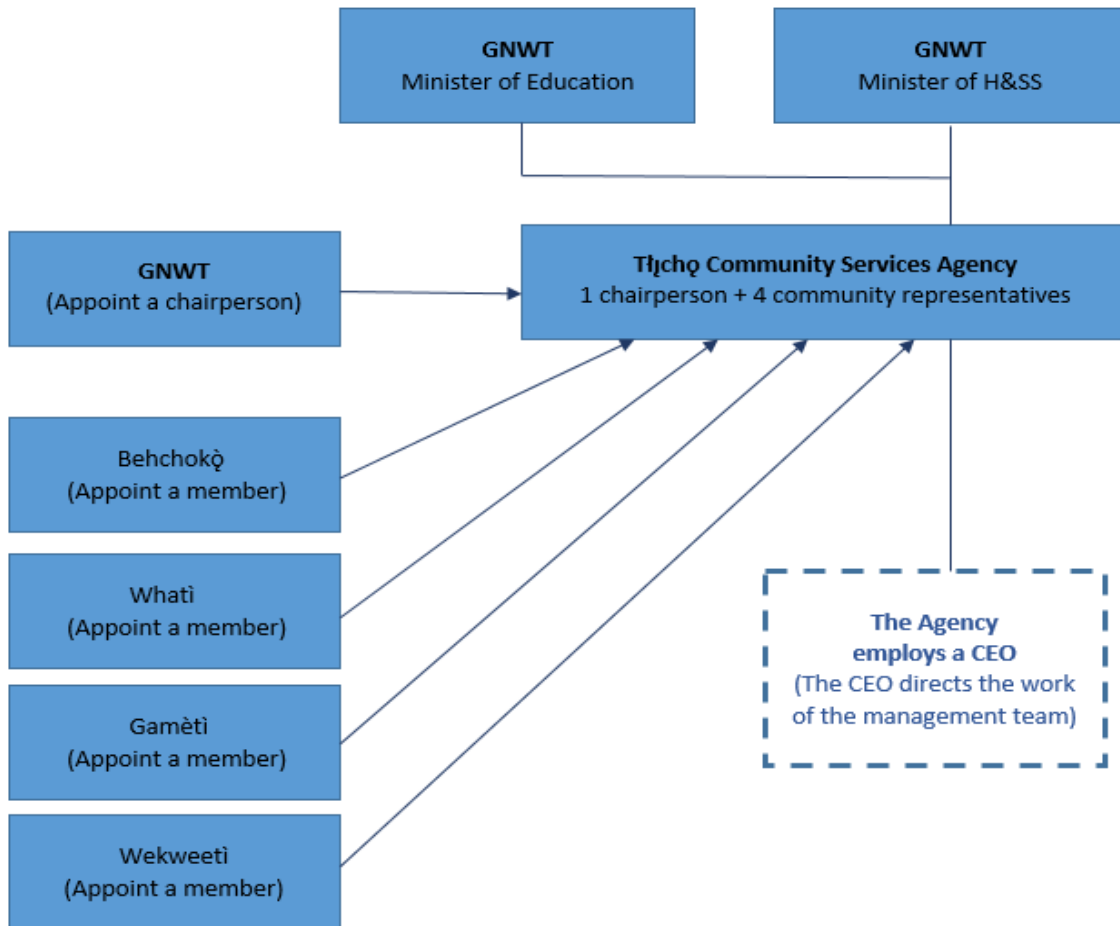 GNWT
Minister of Education
GNWT
Minister of H&SS
GNWT
(Appoint a chairperson)
Tłı̨chǫ Community Services Agency
1 chairperson + 4 community representatives
Behchokǫ̀
(Appoint a member)
Whatì
(Appoint a member)
Gamètì
(Appoint a member)
Wekweetì
(Appoint a member)
The Agency
employs a CEO
(The CEO directs the work
of the management team)